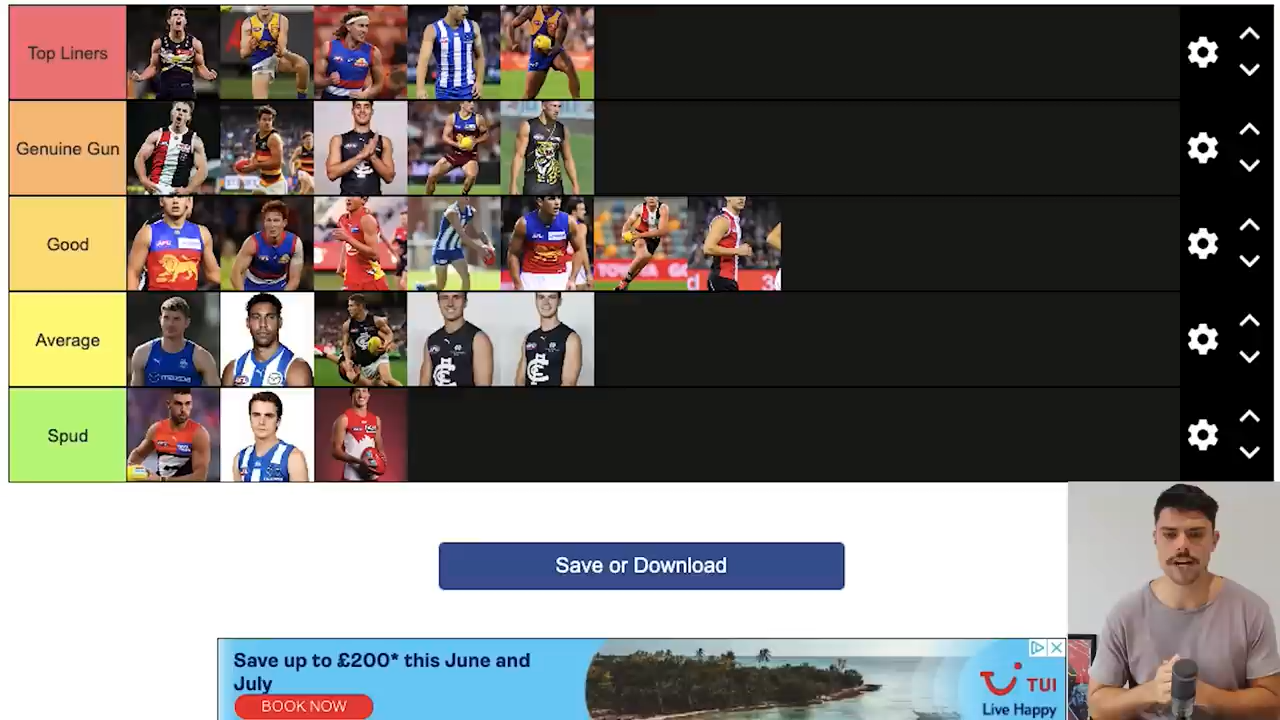 Top Liners
Genuine Gun
Good
Average
Spud
Save or Download
Save up to £200* this June and
July
BOOK NOW
TUI
Live Happy